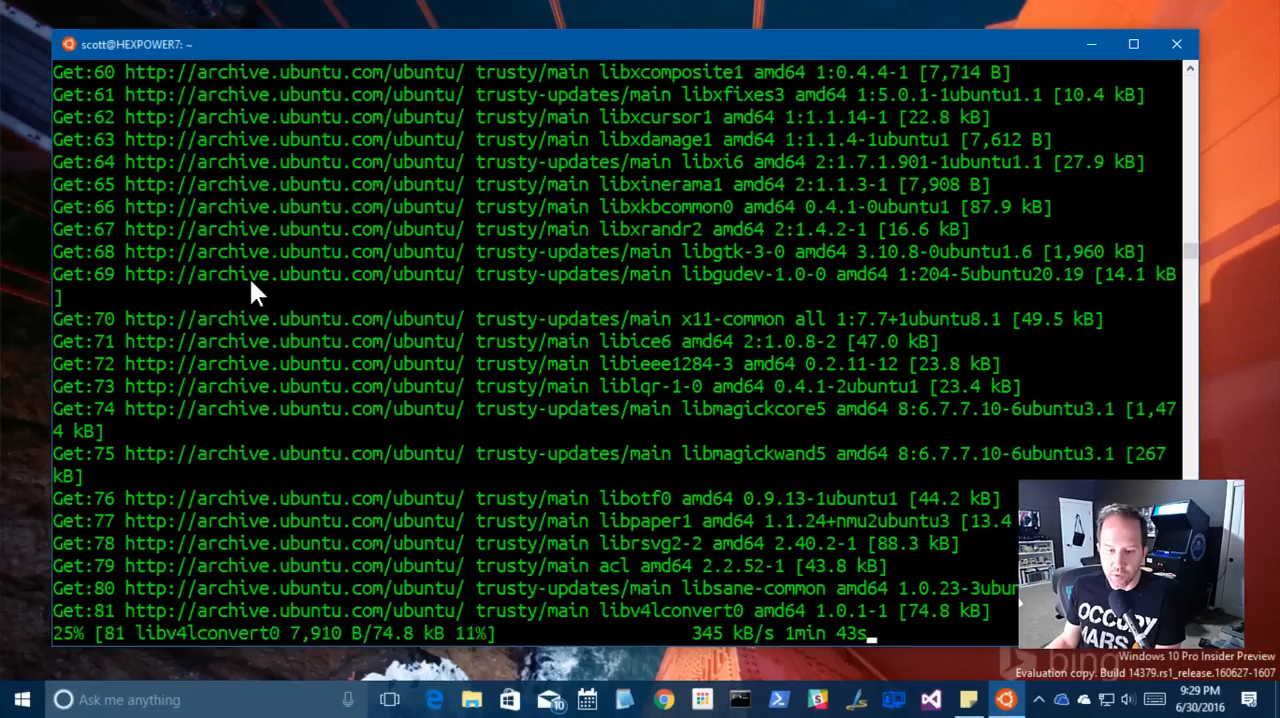 scott@HEXPOWER7: ~
Get:60 http://archive.ubuntu.com/ubuntu/ trusty/main libxcomposite1 amd64 1:0.4.4-1 [7,714 B]
Get:61 http://archive.ubuntu.com/ubuntu/ trusty-updates/main libxfixes3 amd64 1:5.0.1-1ubuntu1.1 [10.4 kB]
Get:62 http://archive.ubuntu.com/ubuntu/ trusty/main libxcursor1 amd64 1:1.1.14-1 [22.8 kB]
Get:63 http://archive.ubuntu.com/ubuntu/ trusty/main libxdamage1 amd64 1:1.1.4-1ubuntu1 [7,612 B]
Get:64 http://archive.ubuntu.com/ubuntu/ trusty-updates/main libxi6 amd64 2:1.7.1.901-1ubuntu1.1 [27.9 kB]
Get:65 http://archive.ubuntu.com/ubuntu/ trusty/main libxinerama1 amd64 2:1.1.3-1 [7,908 B]
Get:66 http://archive.ubuntu.com/ubuntu/ trusty/main libxkbcommon0 amd64 0.4.1-0ubuntu1 [87.9 kB]
Get:67 http://archive.ubuntu.com/ubuntu/ trusty/main libxrandr2 amd64 2:1.4.2-1 [16.6 kB]
Get:68 http://archive.ubuntu.com/ubuntu/ trusty-updates/main libgtk-3-0 amd64 3.10.8-0ubuntu1.6 [1,960 kB]
Get:69 http://archive.ubuntu.com/ubuntu/ trusty-updates/main libgudev-1.0-0 amd64 1:204-5ubuntu20.19 [14.1 kB
]
Get:70 http://archive.ubuntu.com/ubuntu/ trusty-updates/main x11-common all 1:7.7+1ubuntu8.1 [49.5 kB]
Get:71 http://archive.ubuntu.com/ubuntu/ trusty/main libice6 amd64 2:1.0.8-2 [47.0 kB]
Get:72 http://archive.ubuntu.com/ubuntu/ trusty/main libieee1284-3 amd64 0.2.11-12 [23.8 kB]
Get:73 http://archive.ubuntu.com/ubuntu/ trusty/main liblqr-1-0 amd64 0.4.1-2ubuntu1 [23.4 kB]
Get:74 http://archive.ubuntu.com/ubuntu/ trusty-updates/main libmagickcore5 amd64 8:6.7.7.10-6ubuntu3.1 [1,47
4 kB]
Get:75 http://archive.ubuntu.com/ubuntu/ trusty-updates/main libmagickwand5 amd64 8:6.7.7.10-6ubuntu3.1 [267
kB]
Get:76 http://archive.ubuntu.com/ubuntu/ trusty/main libotf0 amd64 0.9.13-1ubuntu1 [44.2 kB]
Get:77 http://archive.ubuntu.com/ubuntu/ trusty/main libpaper1 amd64 1.1.24+nmu2ubuntu3 [13.4
Get:78 http://archive.ubuntu.com/ubuntu/ trusty/main librsvg2-2 amd64 2.40.2-1 [88.3 kB]
Get:79 http://archive.ubuntu.com/ubuntu/ trusty/main acl amd64 2.2.52-1 [43.8 kB]
Get:80 http://archive.ubuntu.com/ubuntu/ trusty-updates/main libsane-common amd64 1.0.23-3ubun
Get:81 http://archive.ubuntu.com/ubuntu/ trusty/main libv4lconvert0 amd64 1.0.1-1 [74.8 kB]
25% [81 libv4lconvert0 7,910 B/74.8 kB 11%] 345 kB/s 1min 43s
OCCUPY
MARS
bing
Windows 10 Pro Insider Preview
Evaluation copy. Build 14379.rs1_release.160627-1607
Ask me anything
10
9:29 PM
6/30/2016